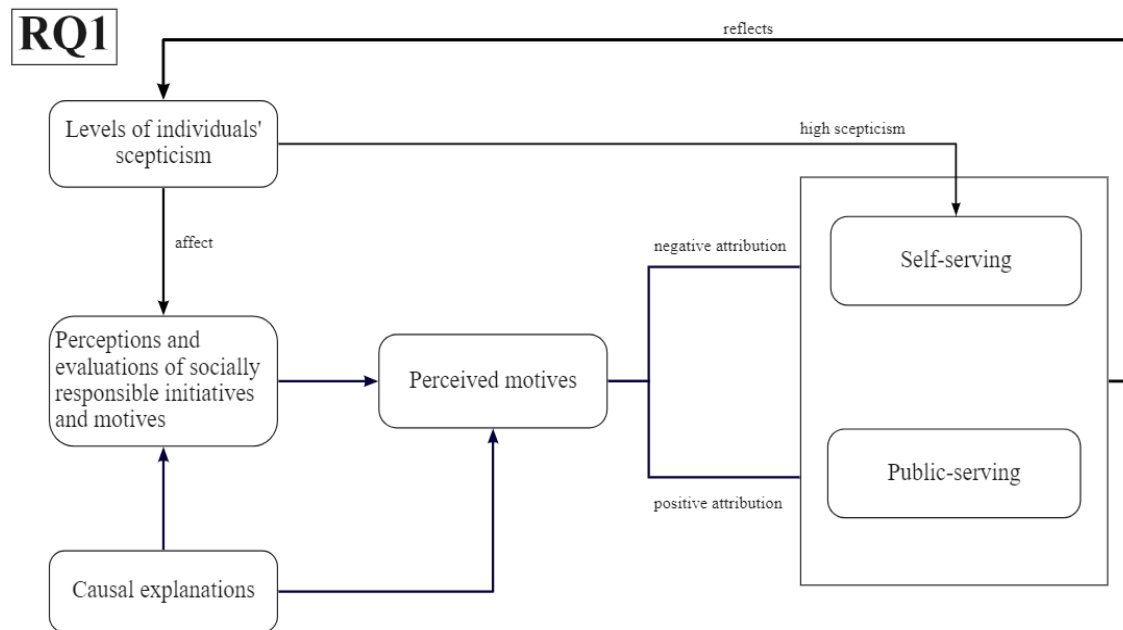 RQ1
reflects
Levels of individuals'
scepticism
high scepticism
affect
negative attribution
Self-serving
Perceptions and
evaluations of socially
responsible initiatives
and motives
Perceived motives
Public-serving
positive attribution
Causal explanations